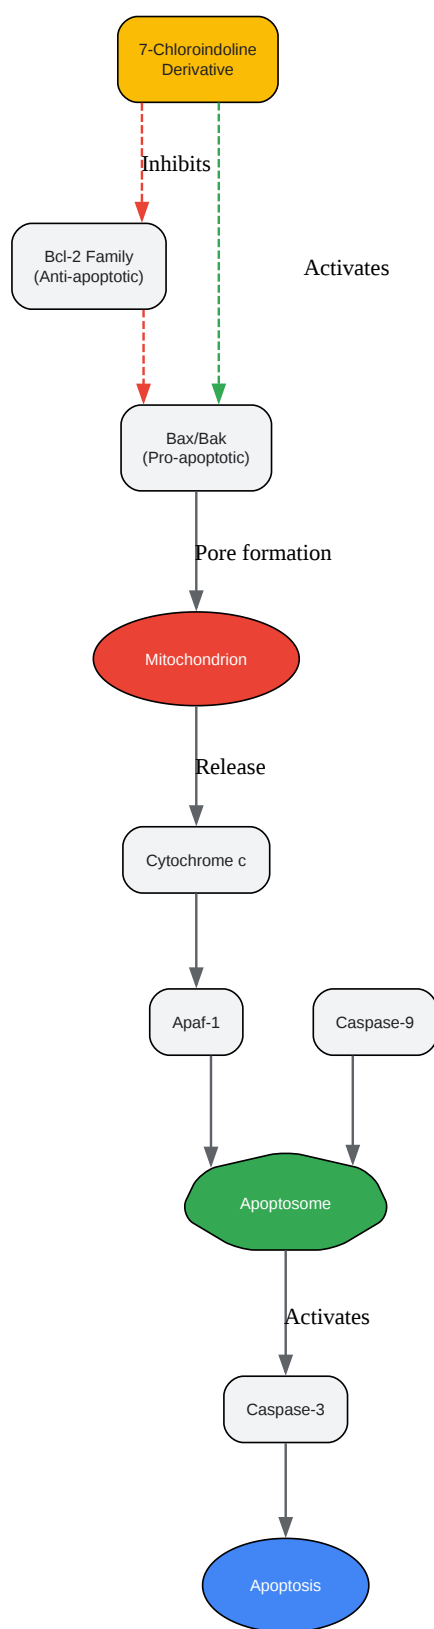 7-Chloroindoline
Derivative
Inhibits
Bcl-2 Family
(Anti-apoptotic)
Activates
Bax/Bak
(Pro-apoptotic)
Pore formation
Mitochondrion
Release
Cytochrome c
Apaf-1
Caspase-9
Apoptosome
Activates
Caspase-3
Apoptosis